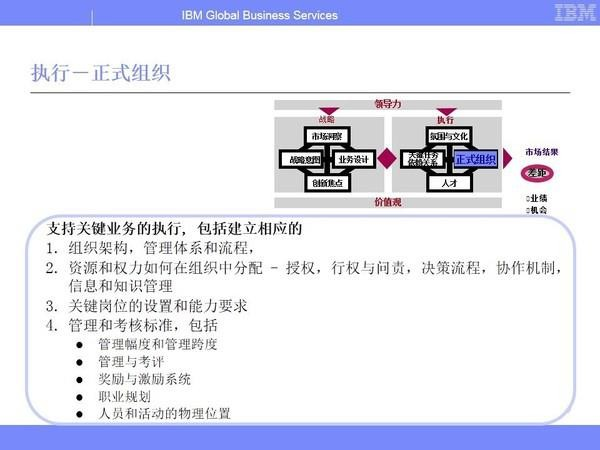 IBM Global Business Services
IBM
执行－正式组织
领导力
战略
执行
市场洞察
氛围与文化
战略意图
业务设计
关键任务
依赖关系
正式组织
创新焦点
人才
价值观
市场结果
差距
业绩
机会
支持关键业务的执行，包括建立相应的
1. 组织架构，管理体系和流程，
2. 资源和权力如何在组织中分配 - 授权，行权与问责，决策流程，协作机制，
信息和知识管理
3. 关键岗位的设置和能力要求
4. 管理和考核标准，包括
● 管理幅度和管理跨度
● 管理与考评
● 奖励与激励系统
● 职业规划
● 人员和活动的物理位置